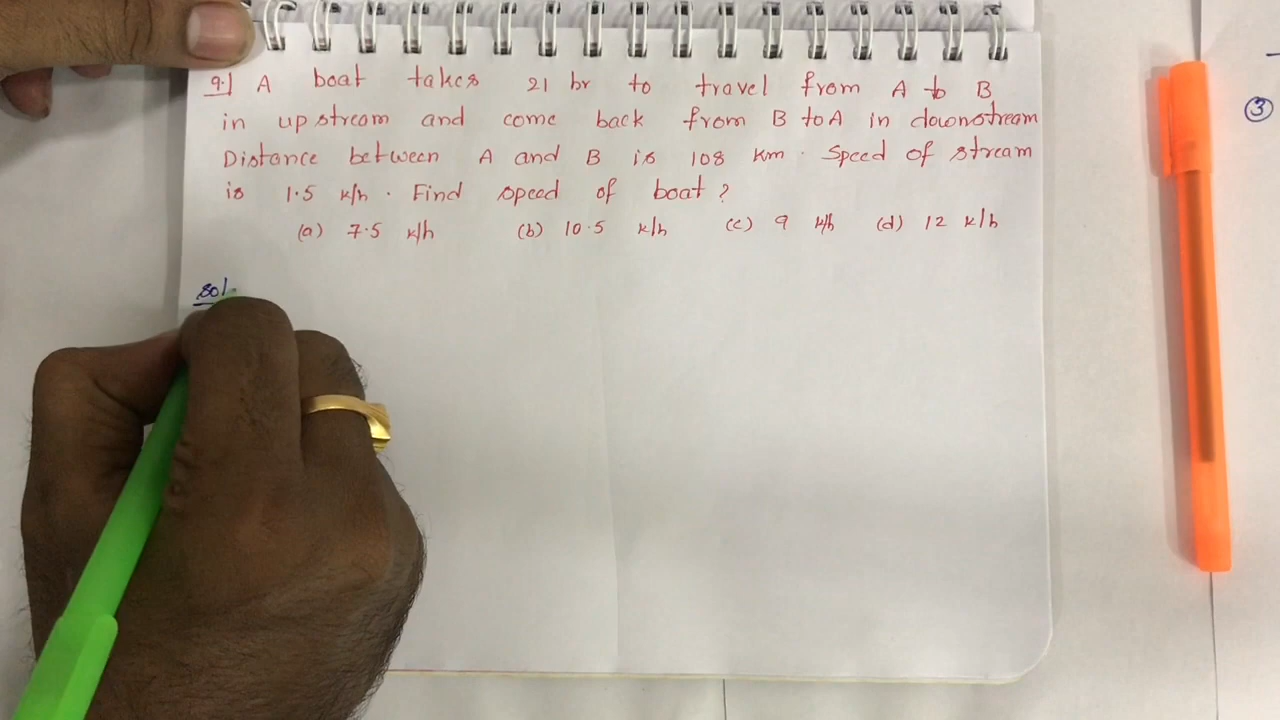 9.) A boat takes 21 hr to travel from A to B
in upstream and come back from B to A in downstream
Distance between A and B is 108 km. Speed of stream
is 1.5 k/h. Find speed of boat?
(a) 7.5 k/h (b) 10.5 k/h (c) 9 k/h (d) 12 k/h
sol.
3